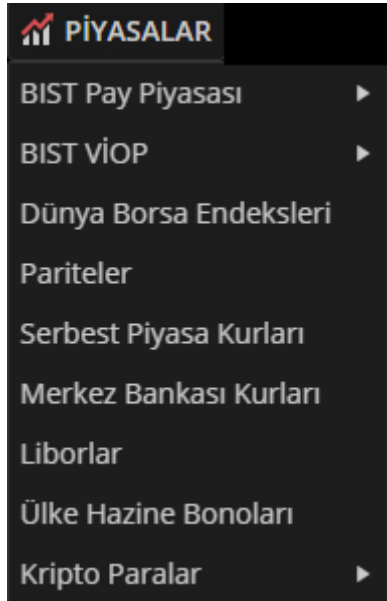 PİYASALAR
BIST Pay Piyasası
BIST VİOP
Dünya Borsa Endeksleri
Pariteler
Serbest Piyasa Kurları
Merkez Bankası Kurları
Liborlar
Ülke Hazine Bonoları
Kripto Paralar